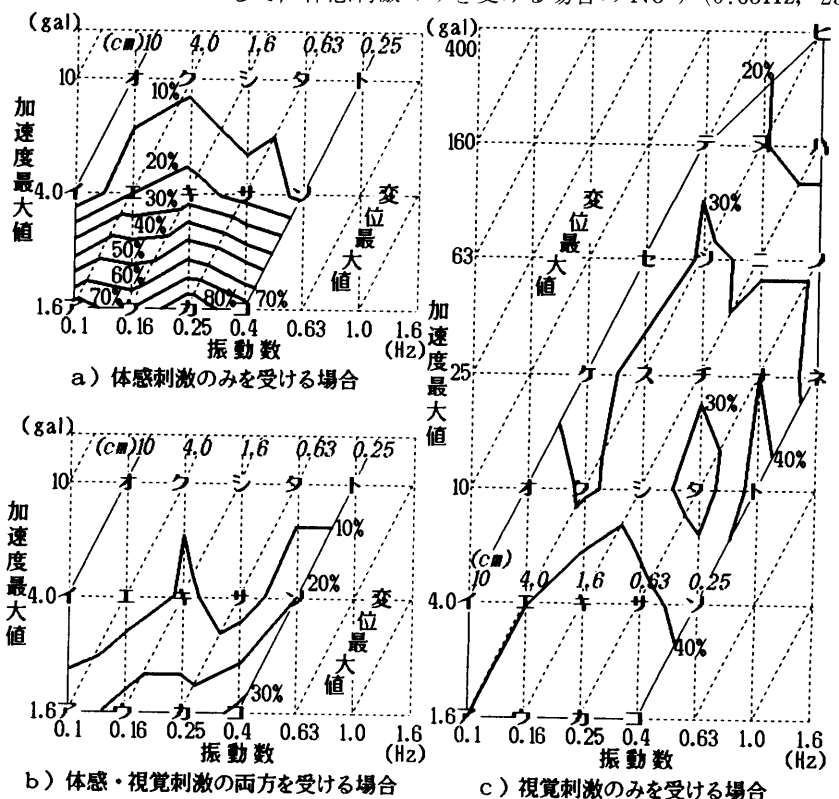 して，体感刺激のみを受ける場合のNo
(gal)
(c㎝) 10 4.0 1.6 0.63 0.25
10 オ ク シ タ ト
10%
20%
4.0 イ エ キ サ ソ
30%
40%
50%
60%
70% 80% 70%
1.6 ア ウ カ コ
0.1 0.16 0.25 0.4 0.63 1.0 1.6
振動数 (Hz)
加速度最大値
変位最大値
a）体感刺激のみを受ける場合
(gal)
(c㎝) 10 4.0 1.6 0.63 0.25
10 オ ク シ タ ト
10%
4.0 イ エ キ サ ソ
20%
30%
1.6 ア ウ カ コ
0.1 0.16 0.25 0.4 0.63 1.0 1.6
振動数 (Hz)
加速度最大値
変位最大値
b）体感・視覚刺激の両方を受ける場合
(gal)
400 ヒ
20%
160 テ ヌ ハ
30%
63 セ ツ ニ ノ
25 ケ ス チ ナ ネ
30%
40%
10 オ ク シ タ ト
(c㎝)
10 4.0 1.6 0.63 0.25
4.0 イ エ キ サ ソ
40%
1.6 ア ウ カ コ
0.1 0.16 0.25 0.4 0.63 1.0 1.6
振動数 (Hz)
加速度最大値
変位最大値
c）視覚刺激のみを受ける場合